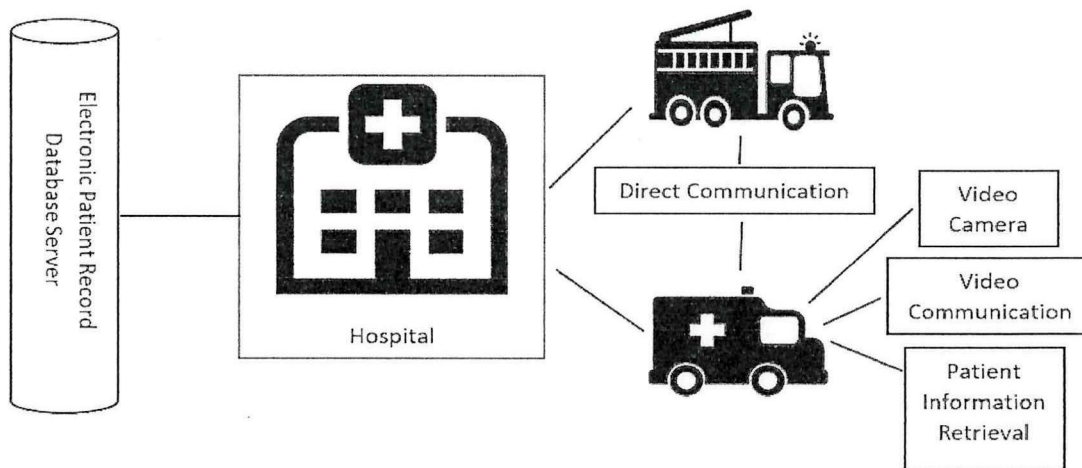 Electronic Patient Record
Database Server
Hospital
Direct Communication
Video
Camera
Video
Communication
Patient
Information
Retrieval